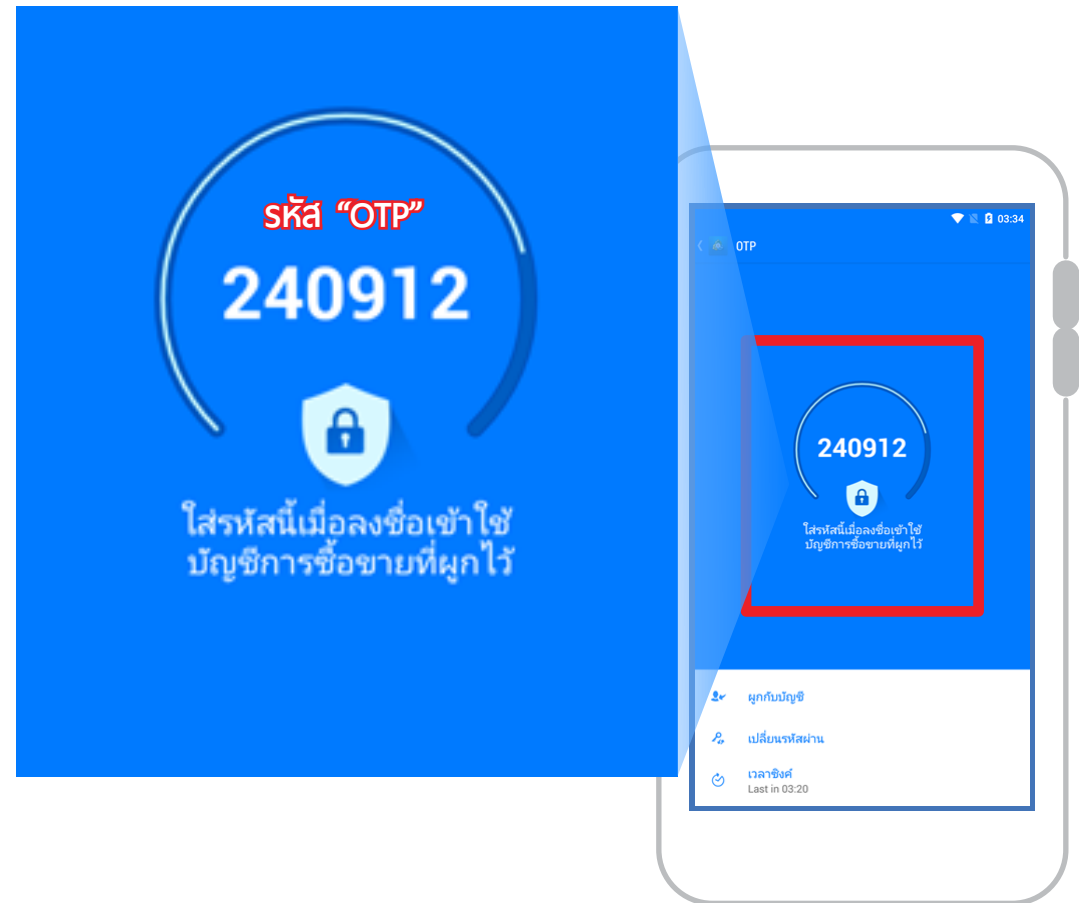 รหัส “OTP”
240912
ใส่รหัสนี้เมื่อลงชื่อเข้าใช้
บัญชีการซื้อขายที่ผูกไว้
03:34
OTP
240912
ใส่รหัสนี้เมื่อลงชื่อเข้าใช้
บัญชีการซื้อขายที่ผูกไว้
ผูกกับบัญชี
เปลี่ยนรหัสผ่าน
เวลาซิงค์
Last in 03:20